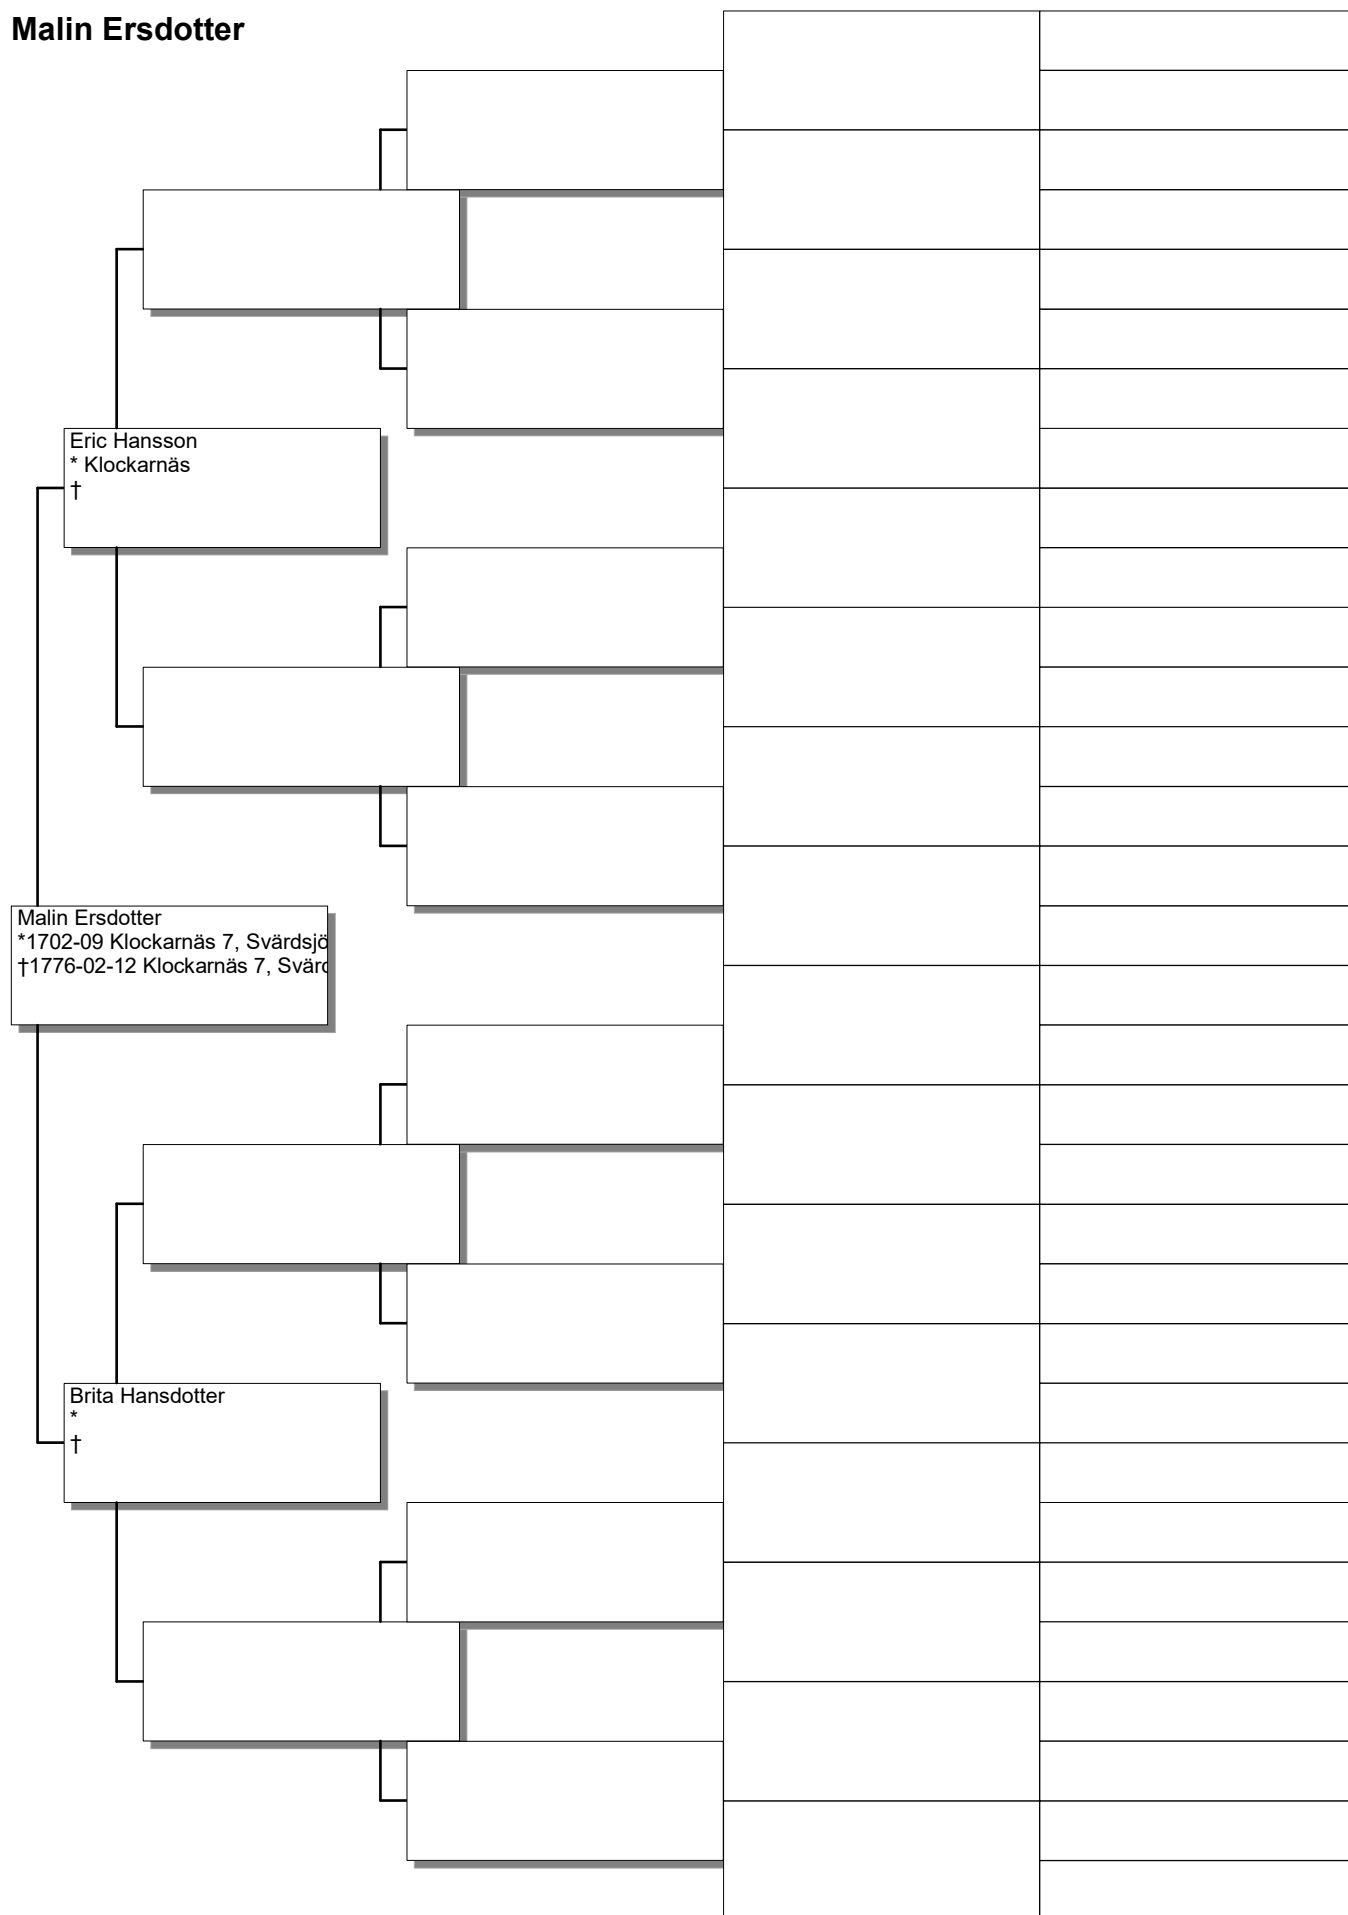 Malin Ersdotter
Eric Hansson
* Klockarnäs
†
Malin Ersdotter
*1702-09 Klockarnäs 7, Svärdsjö
†1776-02-12 Klockarnäs 7,
Brita Hansdotter
*
†